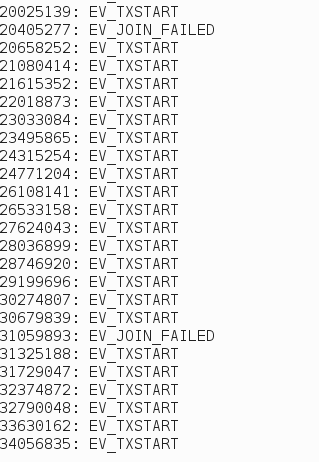 20025139: EV_TXSTART
20405277: EV_JOIN_FAILED
20658252: EV_TXSTART
21080414: EV_TXSTART
21615352: EV_TXSTART
22018873: EV_TXSTART
23033084: EV_TXSTART
23495865: EV_TXSTART
24315254: EV_TXSTART
24771204: EV_TXSTART
26108141: EV_TXSTART
26533158: EV_TXSTART
27624043: EV_TXSTART
28036899: EV_TXSTART
28746920: EV_TXSTART
29199696: EV_TXSTART
30274807: EV_TXSTART
30679839: EV_TXSTART
31059893: EV_JOIN_FAILED
31325188: EV_TXSTART
31729047: EV_TXSTART
32374872: EV_TXSTART
32790048: EV_TXSTART
33630162: EV_TXSTART
34056835: EV_TXSTART